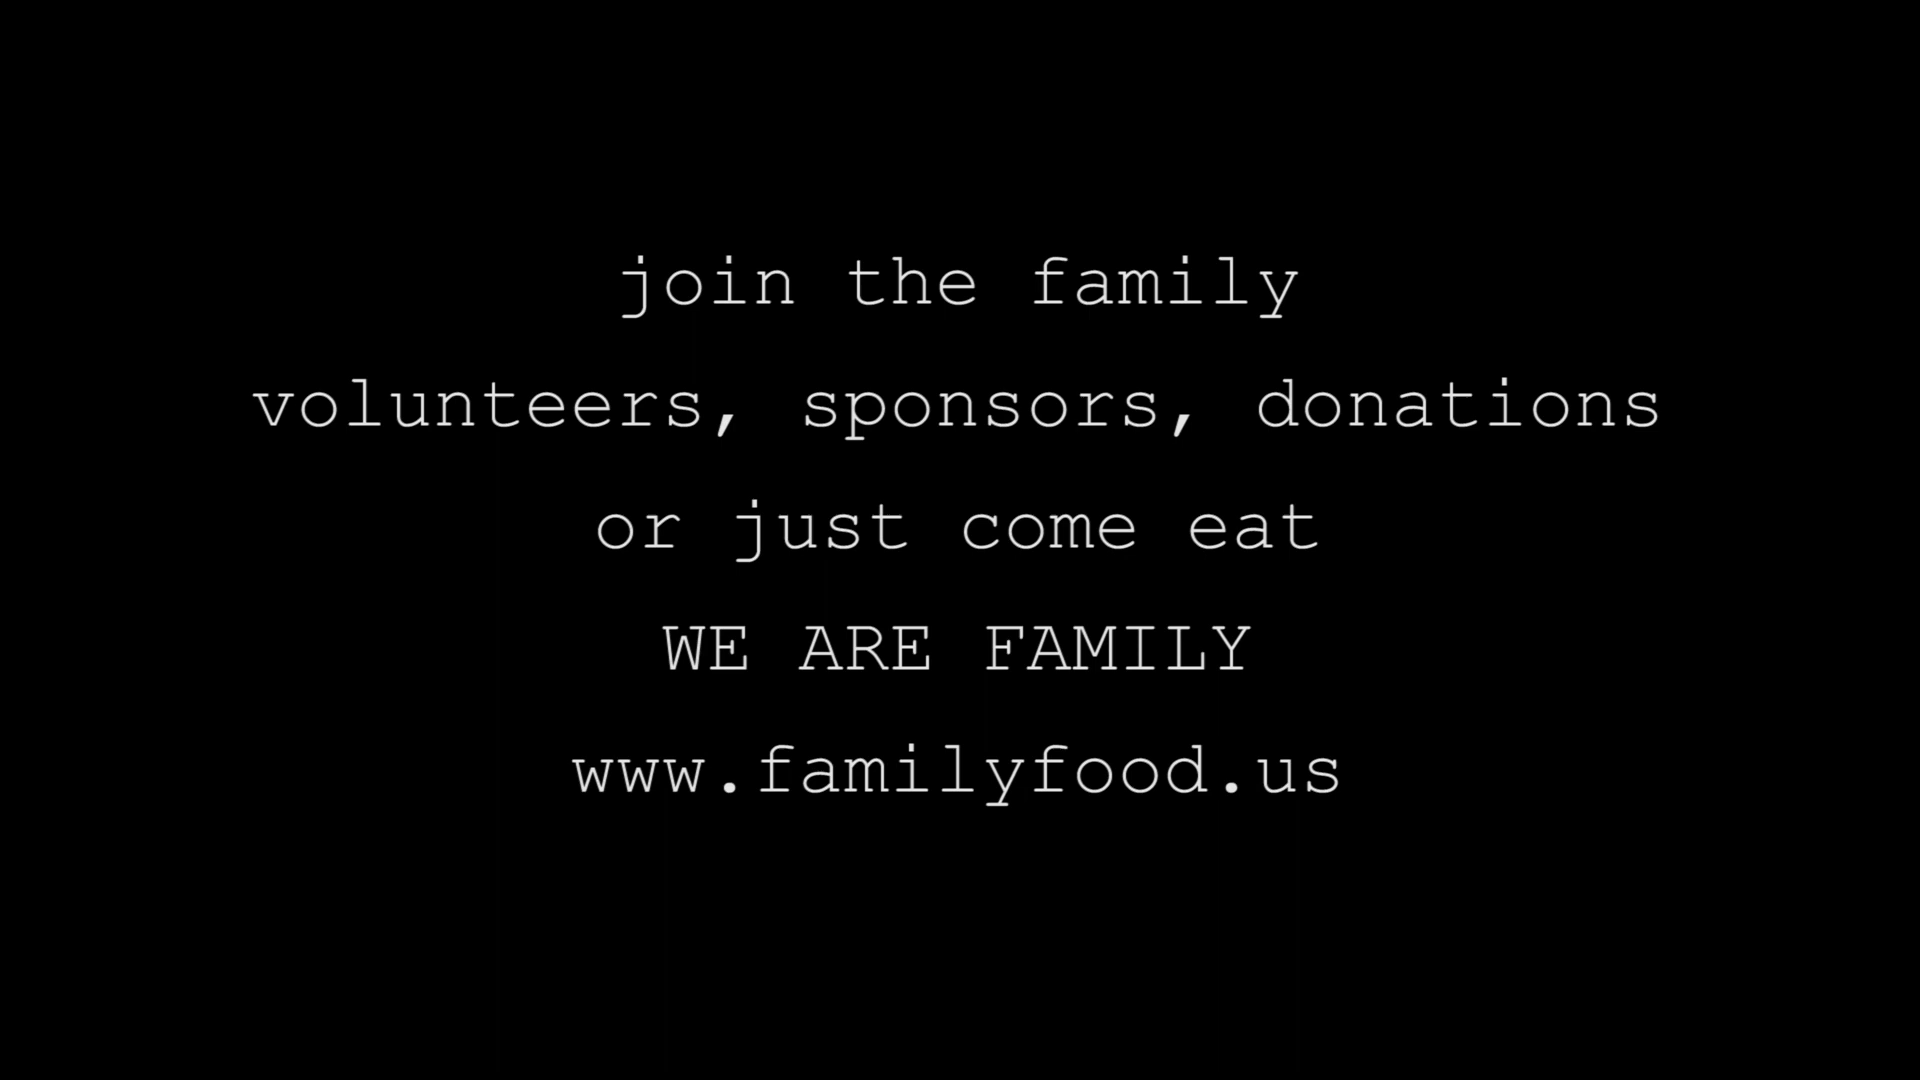 join the family
volunteers, sponsors, donations
or just come eat
WE ARE FAMILY
www.familyfood.us